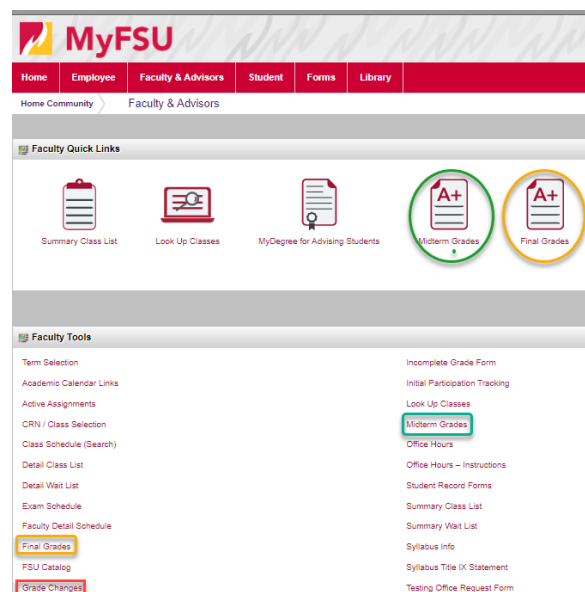 MyFSU
Home Employee Faculty & Advisors Student Forms Library
Home Community Faculty & Advisors
Faculty Quick Links
A+ A+
Summary Class List Look Up Classes MyDegree for Advising Students Midterm Grades Final Grades
Faculty Tools
Term Selection
Academic Calendar Links
Active Assignments
CRN / Class Selection
Class Schedule (Search)
Detail Class List
Detail Wait List
Exam Schedule
Faculty Detail Schedule
Final Grades
FSU Catalog
Grade Changes
Incomplete Grade Form
Initial Participation Tracking
Look Up Classes
Midterm Grades
Office Hours
Office Hours – Instructions
Student Record Forms
Summary Class List
Summary Wait List
Syllabus Info
Syllabus Title IX Statement
Testing Office Request Form